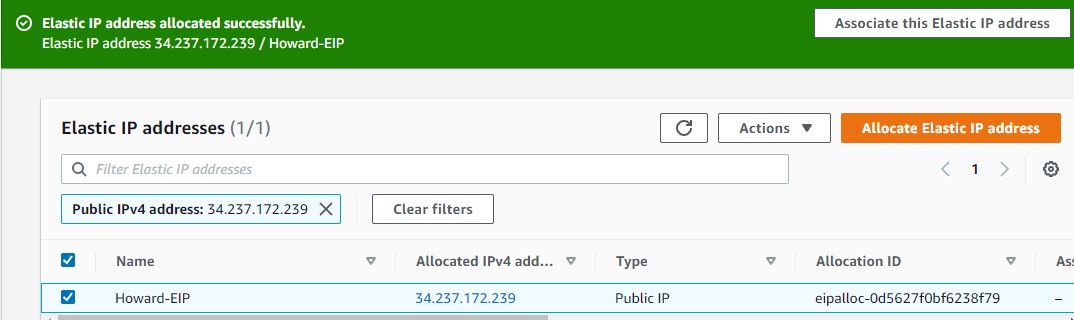 Elastic IP address allocated successfully.
Elastic IP address 34.237.172.239 / Howard-EIP
Associate this Elastic IP address
Elastic IP addresses (1/1)
Actions
Allocate Elastic IP address
Filter Elastic IP addresses
1
Public IPv4 address: 34.237.172.239
Clear filters
Name
Allocated IPv4 add...
Type
Allocation ID
Ass
Howard-EIP
34.237.172.239
Public IP
eipalloc-0d5627f0bf6238f79
–